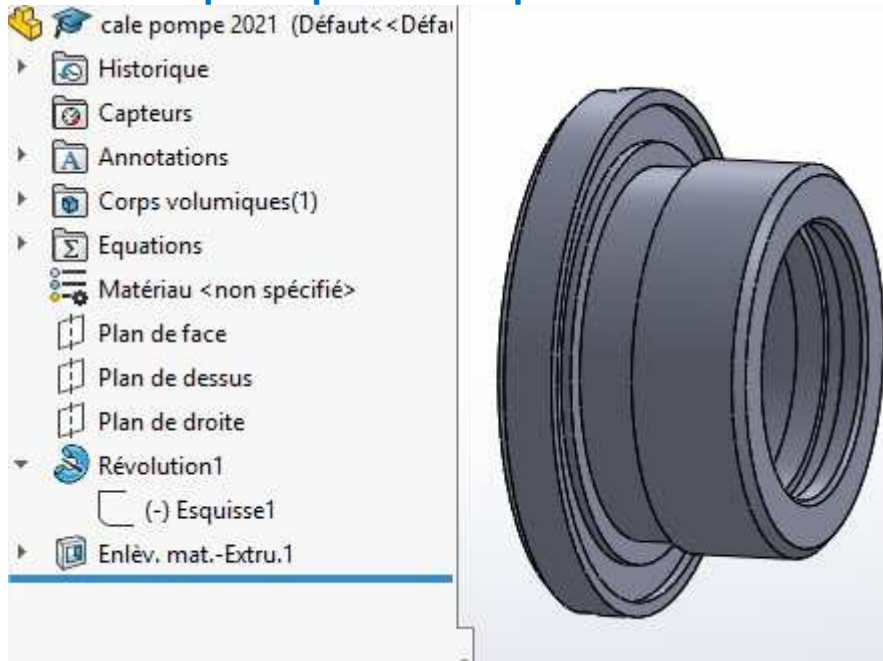 cale pompe 2021 (Défaut<<Défa
Historique
Capteurs
Annotations
Corps volumiques(1)
Equations
Matériau <non spécifié>
Plan de face
Plan de dessus
Plan de droite
Révolution1
(-) Esquisse1
Enlèv. mat.-Extru.1